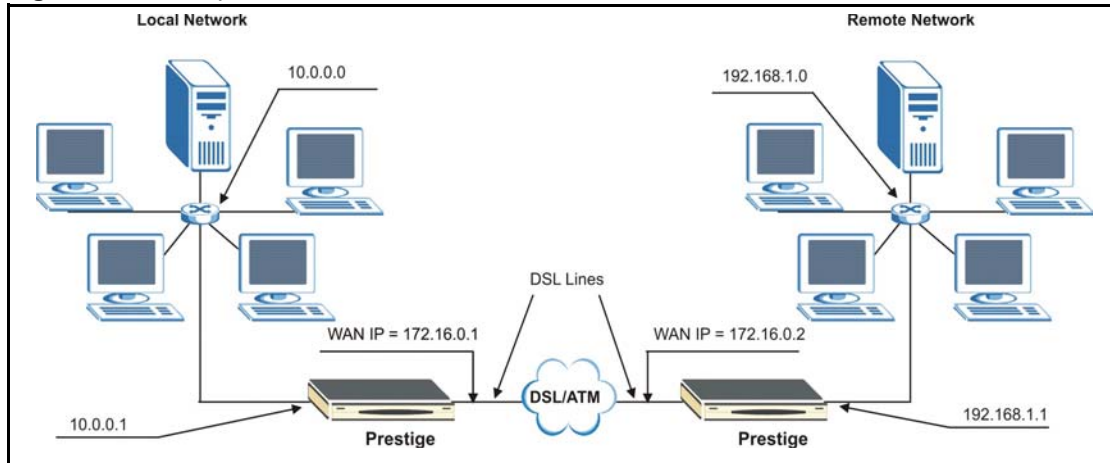 Local Network
Remote Network
10.0.0.0
192.168.1.0
DSL Lines
WAN IP = 172.16.0.1
WAN IP = 172.16.0.2
DSL/ATM
10.0.0.1
192.168.1.1
Prestige
Prestige